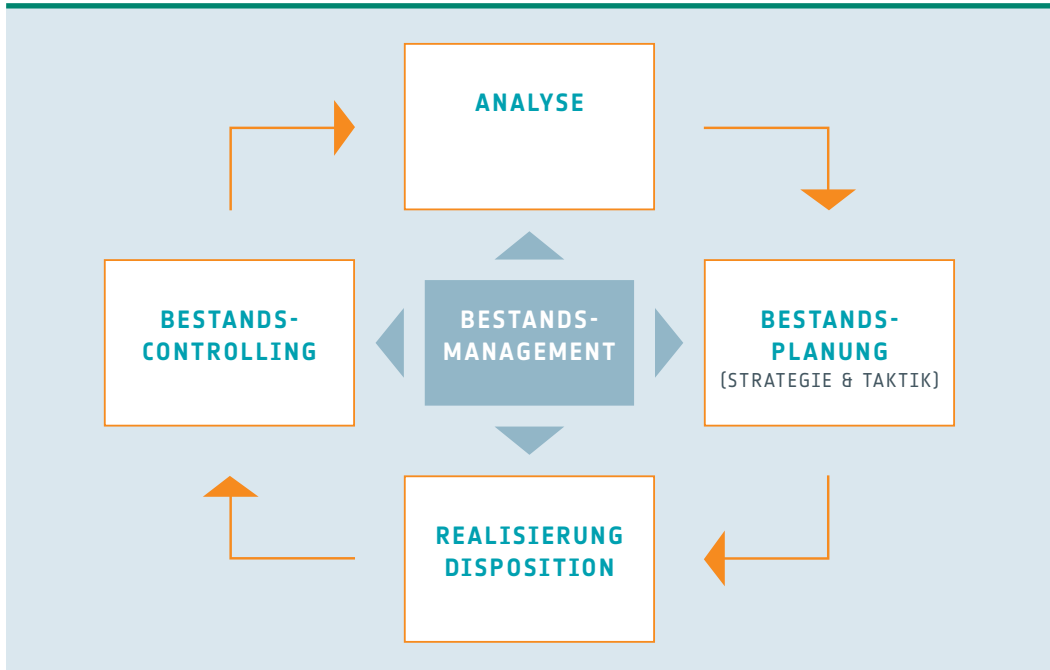 ANALYSE
BESTANDS-
CONTROLLING
BESTANDS-
MANAGEMENT
BESTANDS-
PLANUNG
(STRATEGIE & TAKTIK)
REALISIERUNG
DISPOSITION